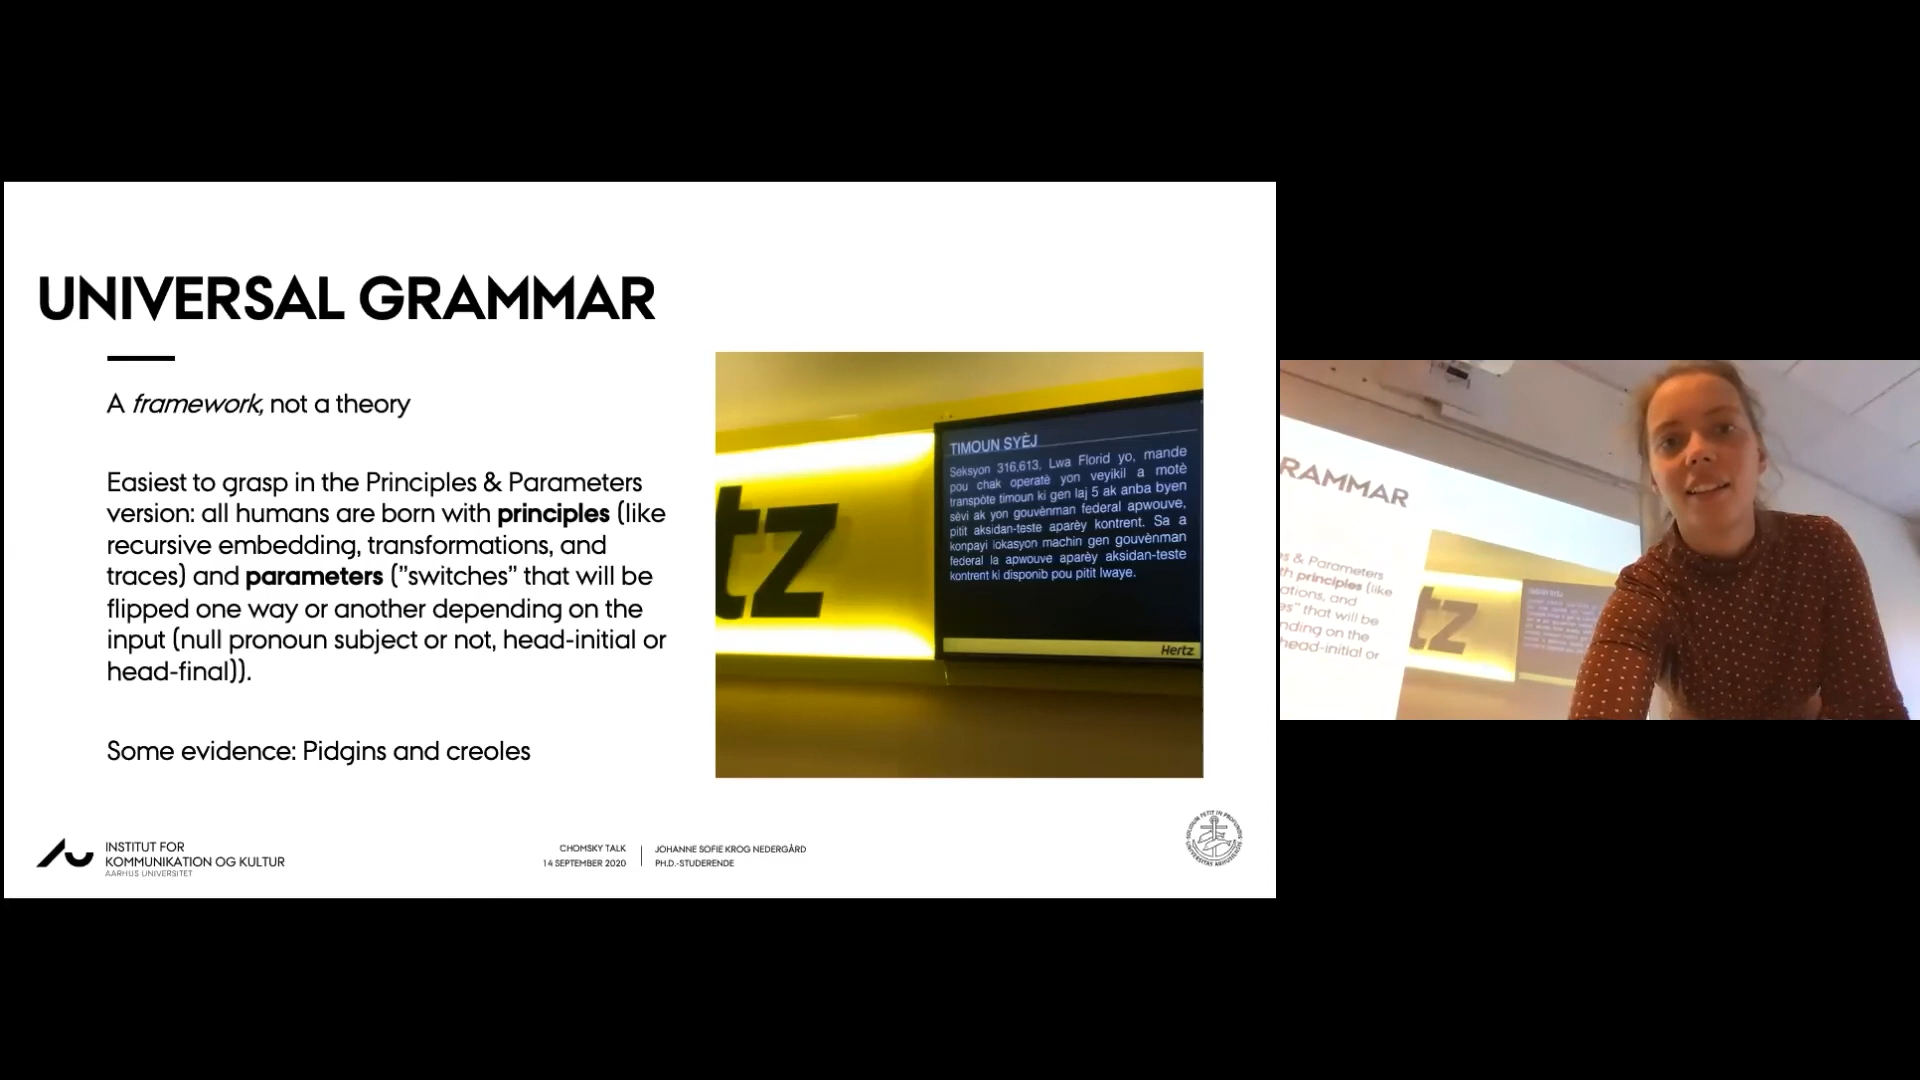 UNIVERSAL GRAMMAR
A framework, not a theory
Easiest to grasp in the Principles & Parameters
version: all humans are born with principles (like
recursive embedding, transformations, and
traces) and parameters ("switches" that will be
flipped one way or another depending on the
input (null pronoun subject or not, head-initial or
head-final)).
Some evidence: Pidgins and creoles
tz
TIMOUN SYÈJ
Seksyon 316.613, Lwa Florid yo, mande
pou chak operatè yon veyikil a motè
transpòte timoun ki gen laj 5 ak anba byen
sèvi ak yon gouvènman federal apwouve,
pitit aksidan-teste aparèy kontrent. Sa a
konpayi lokasyon machin gen gouvènman
federal la apwouve aparèy aksidan-teste
kontrent ki disponib pou pitit lwaye.
Hertz
INSTITUT FOR
KOMMUNIKATION OG KULTUR
AARHUS UNIVERSITET
CHOMSKY TALK
14 SEPTEMBER 2020
JOHANNE SOFIE KROG NEDERGÅRD
PH.D.-STUDERENDE
RAMMAR
s & Parameters
th principles (like
ations, and
es" that will be
nding on the
head-initial or
tz